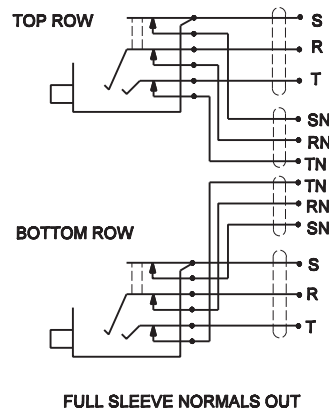 TOP ROW
S
R
T
SN
RN
TN
TN
RN
SN
BOTTOM ROW
S
R
T
FULL SLEEVE NORMALS OUT